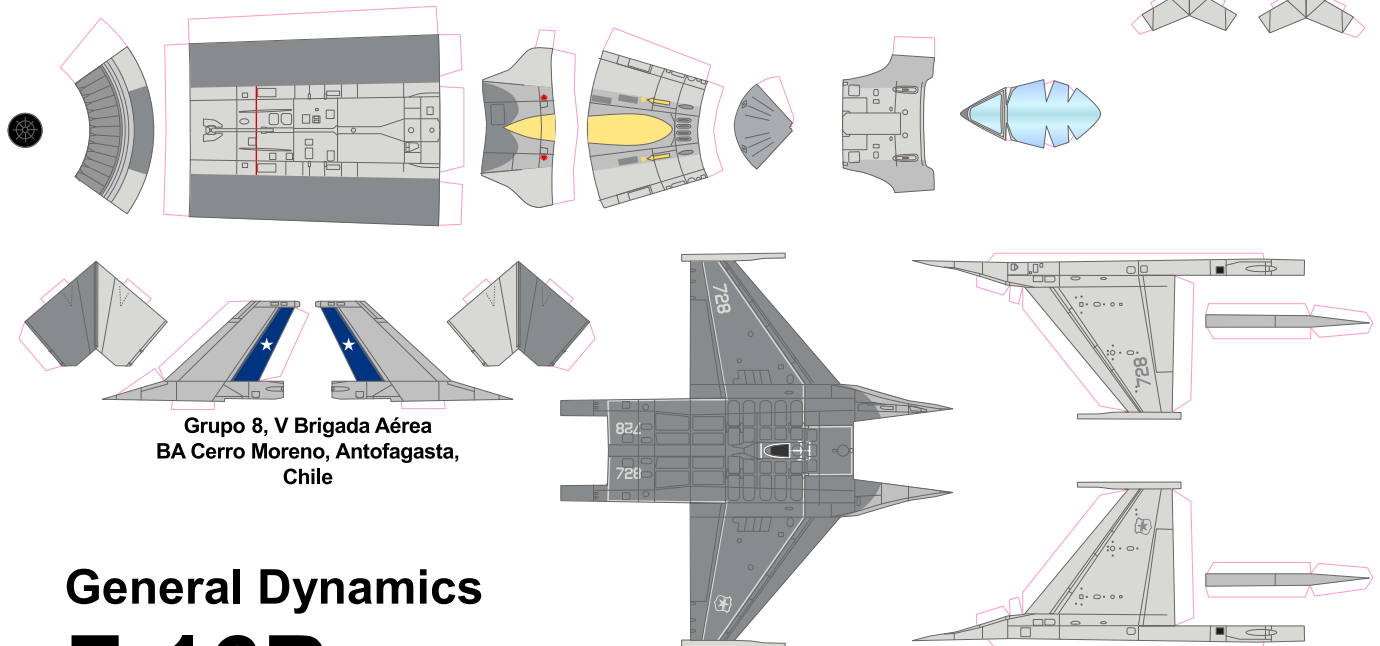 728
728
728
728
Grupo 8, V Brigada Aérea
BA Cerro Moreno, Antofagasta,
Chile
General Dynamics